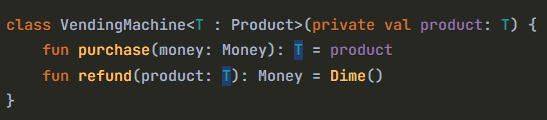 class VendingMachine<T : Product>(private val product: T) {
    fun purchase(money: Money): T = product
    fun refund(product: T): Money = Dime()
}